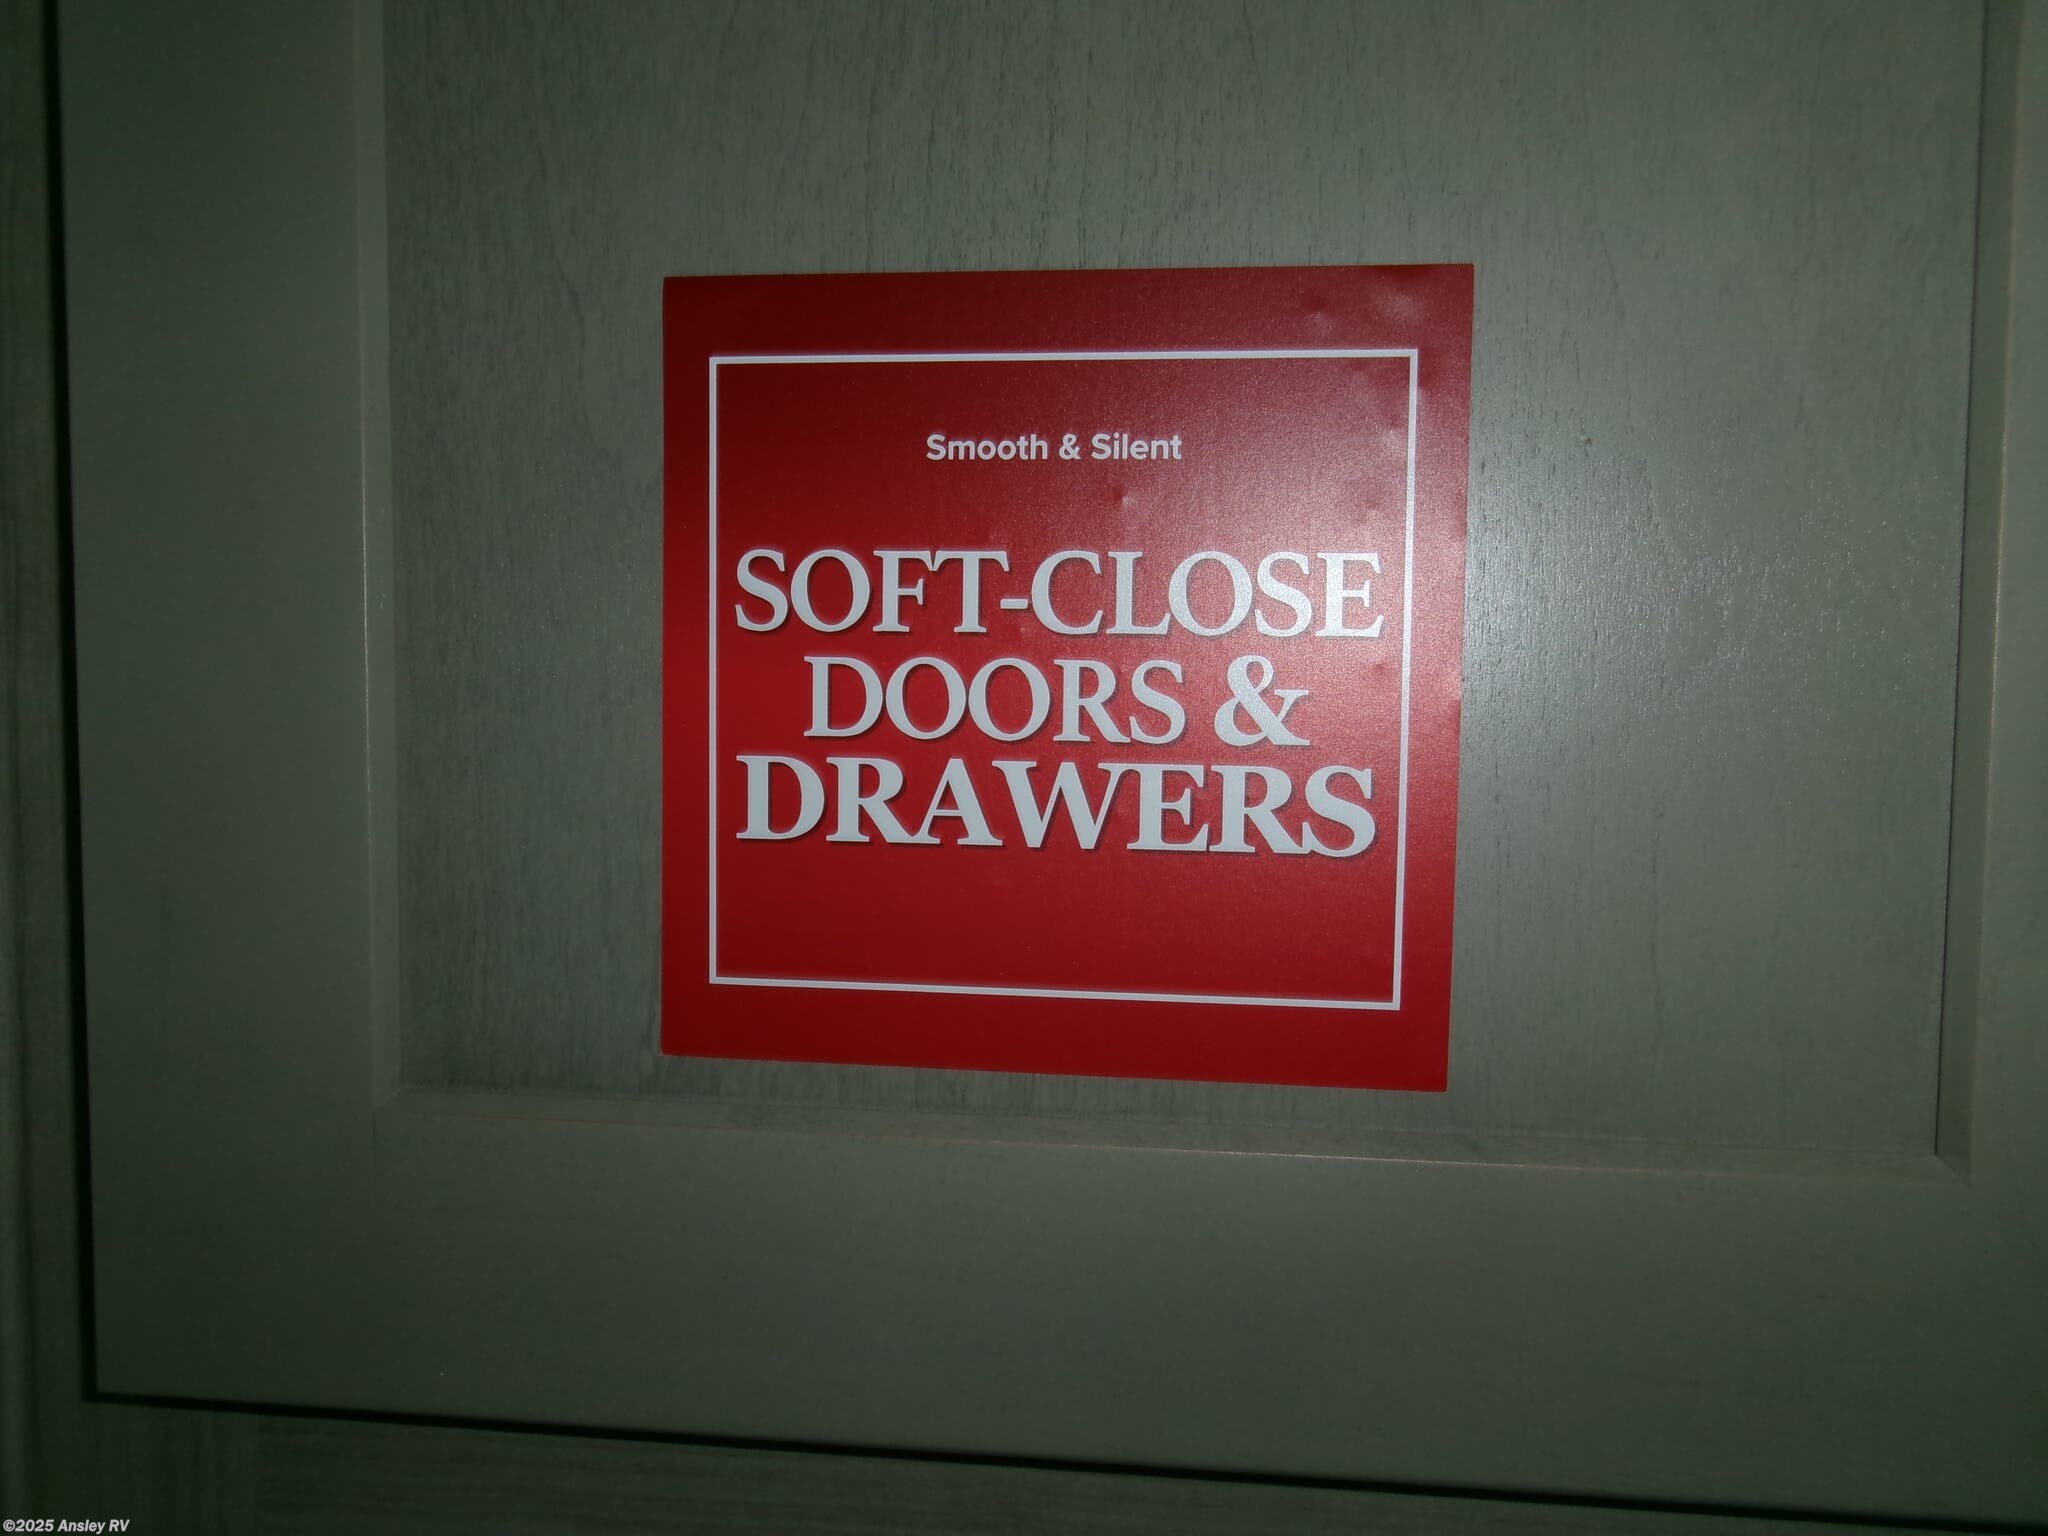 Smooth & Silent
SOFT-CLOSE
DOORS &
DRAWERS
©2025 Ansley RV